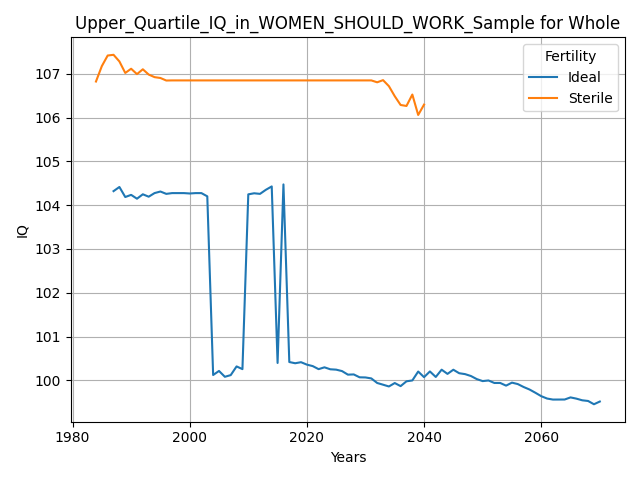 Upper_Quartile_IQ_in_WOMEN_SHOULD_WORK_Sample for Whole
Fertility
Ideal
Sterile
107
106
105
104
103
102
101
100
IQ
1980
2000
2020
2040
2060
Years